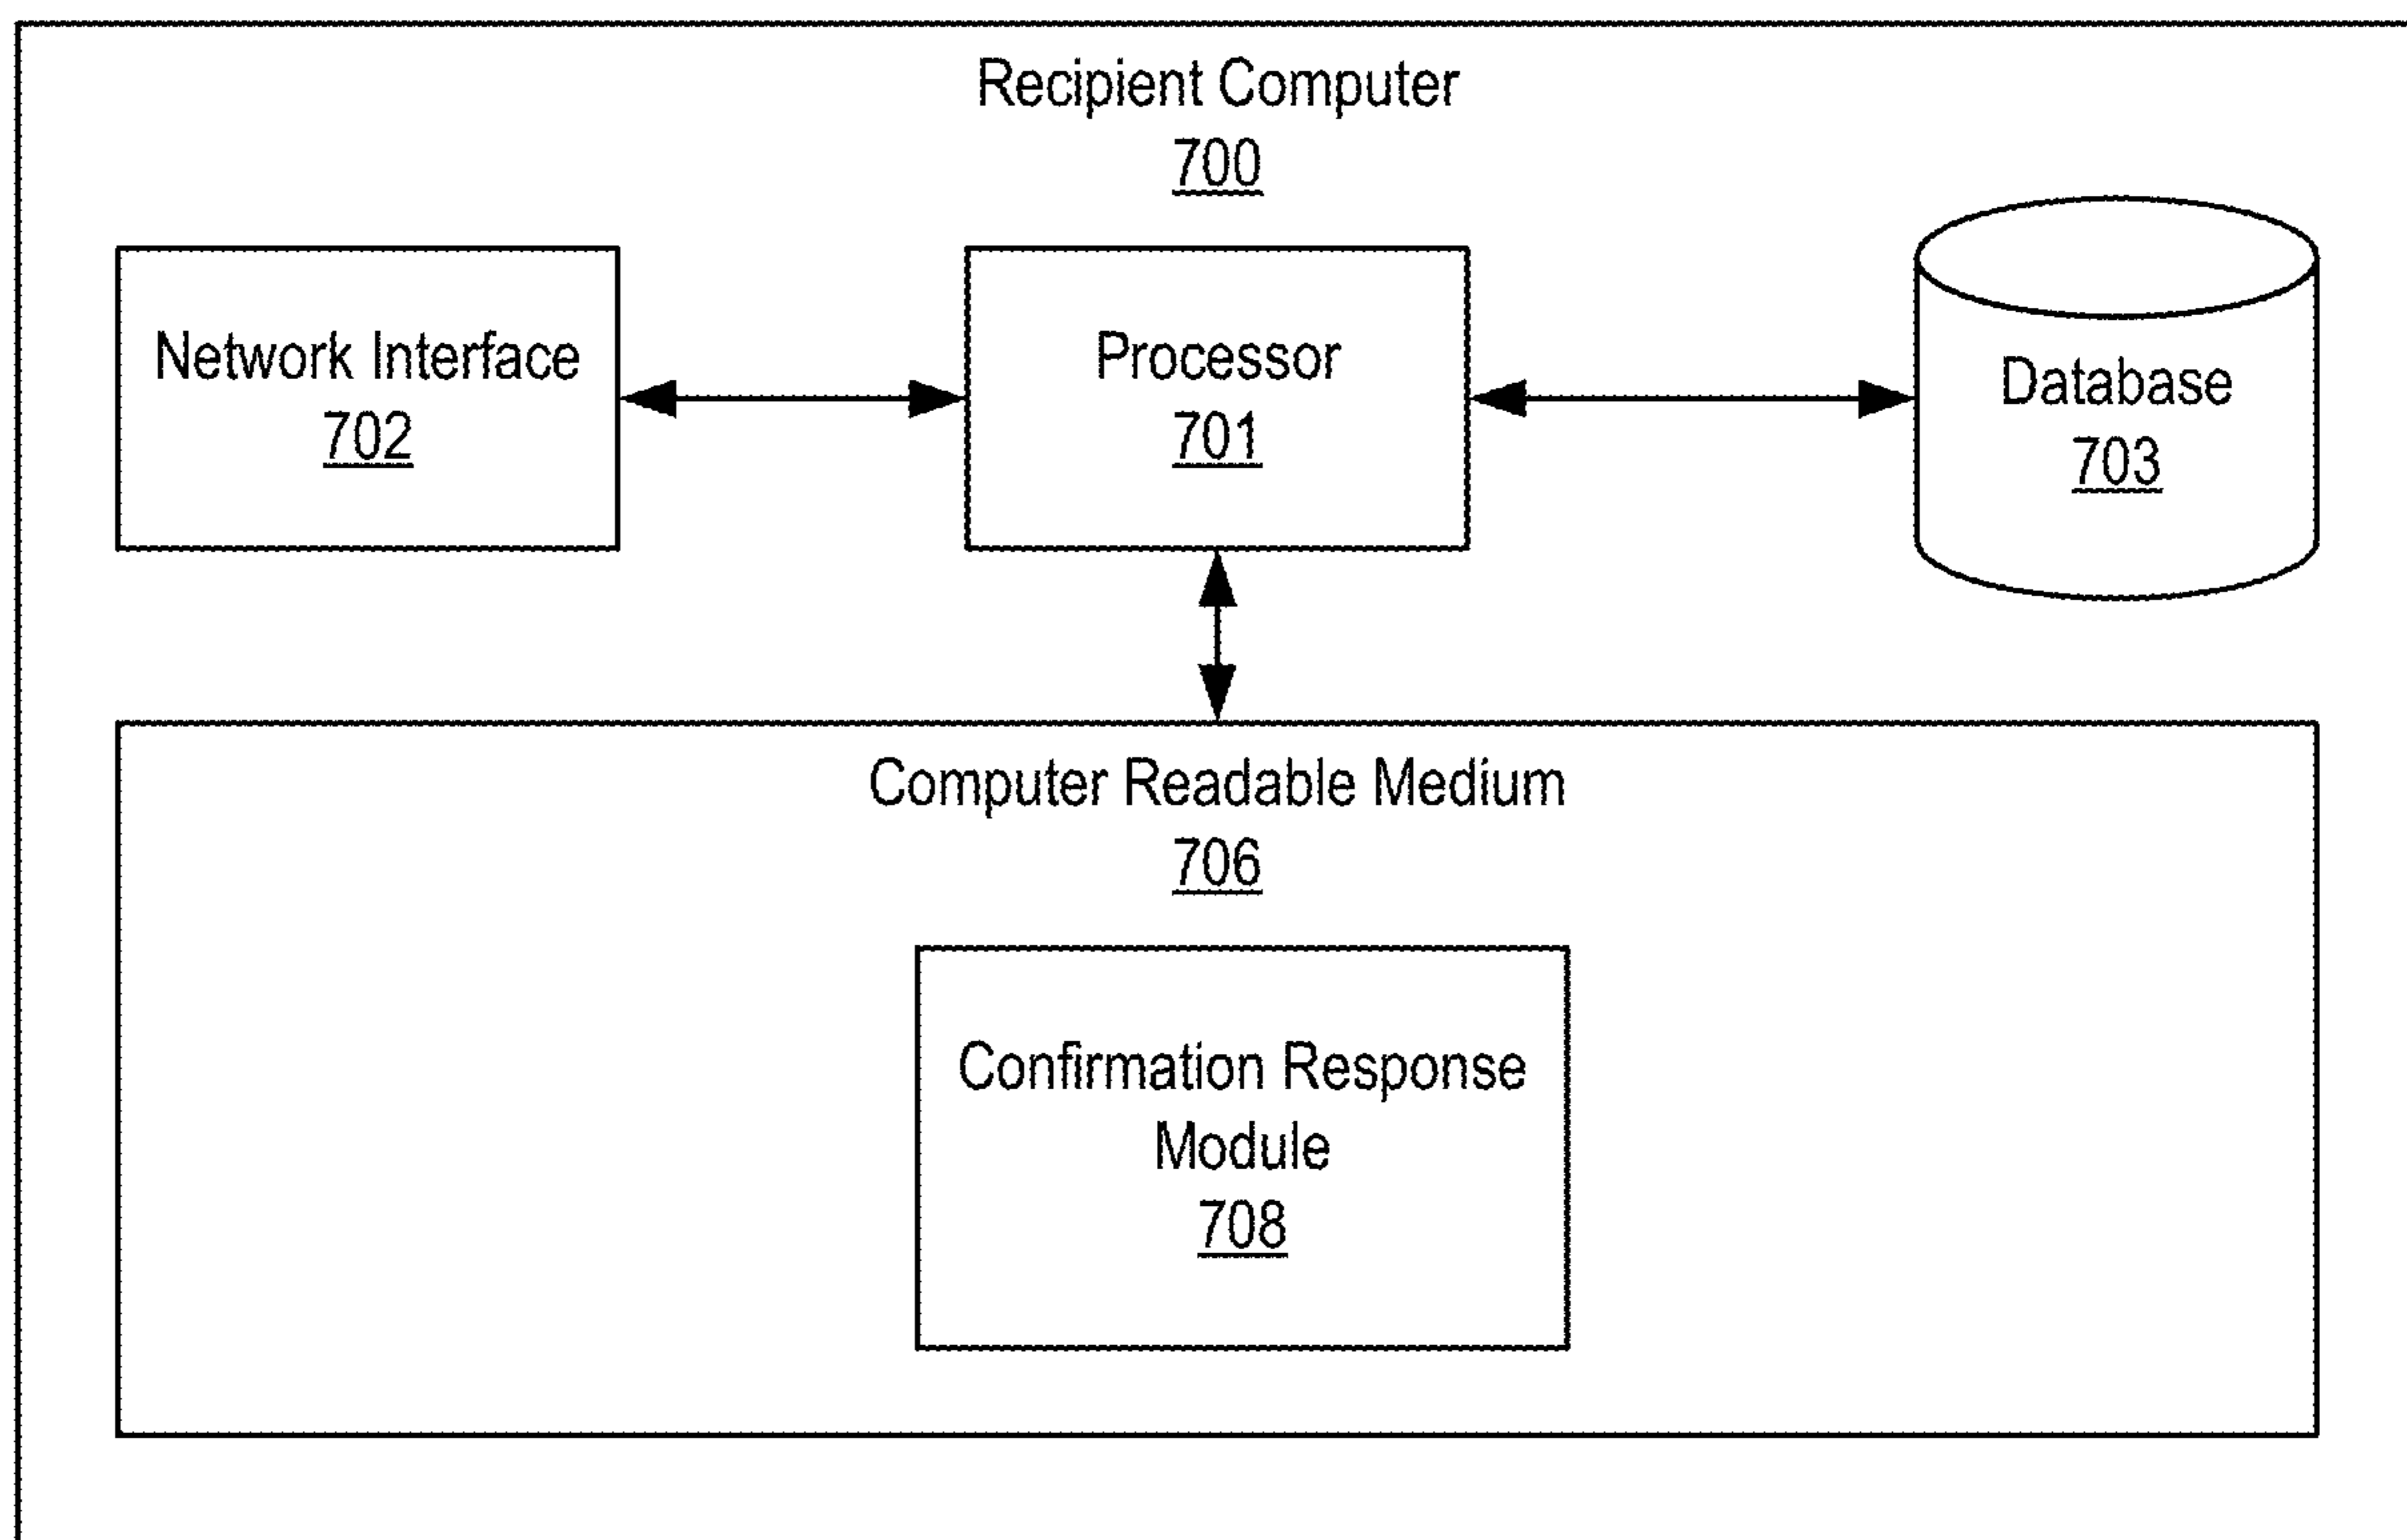 Recipient Computer
700
Network Interface
702
Processor
701
Database
703
Computer Readable Medium
706
Confirmation Response
Module
708